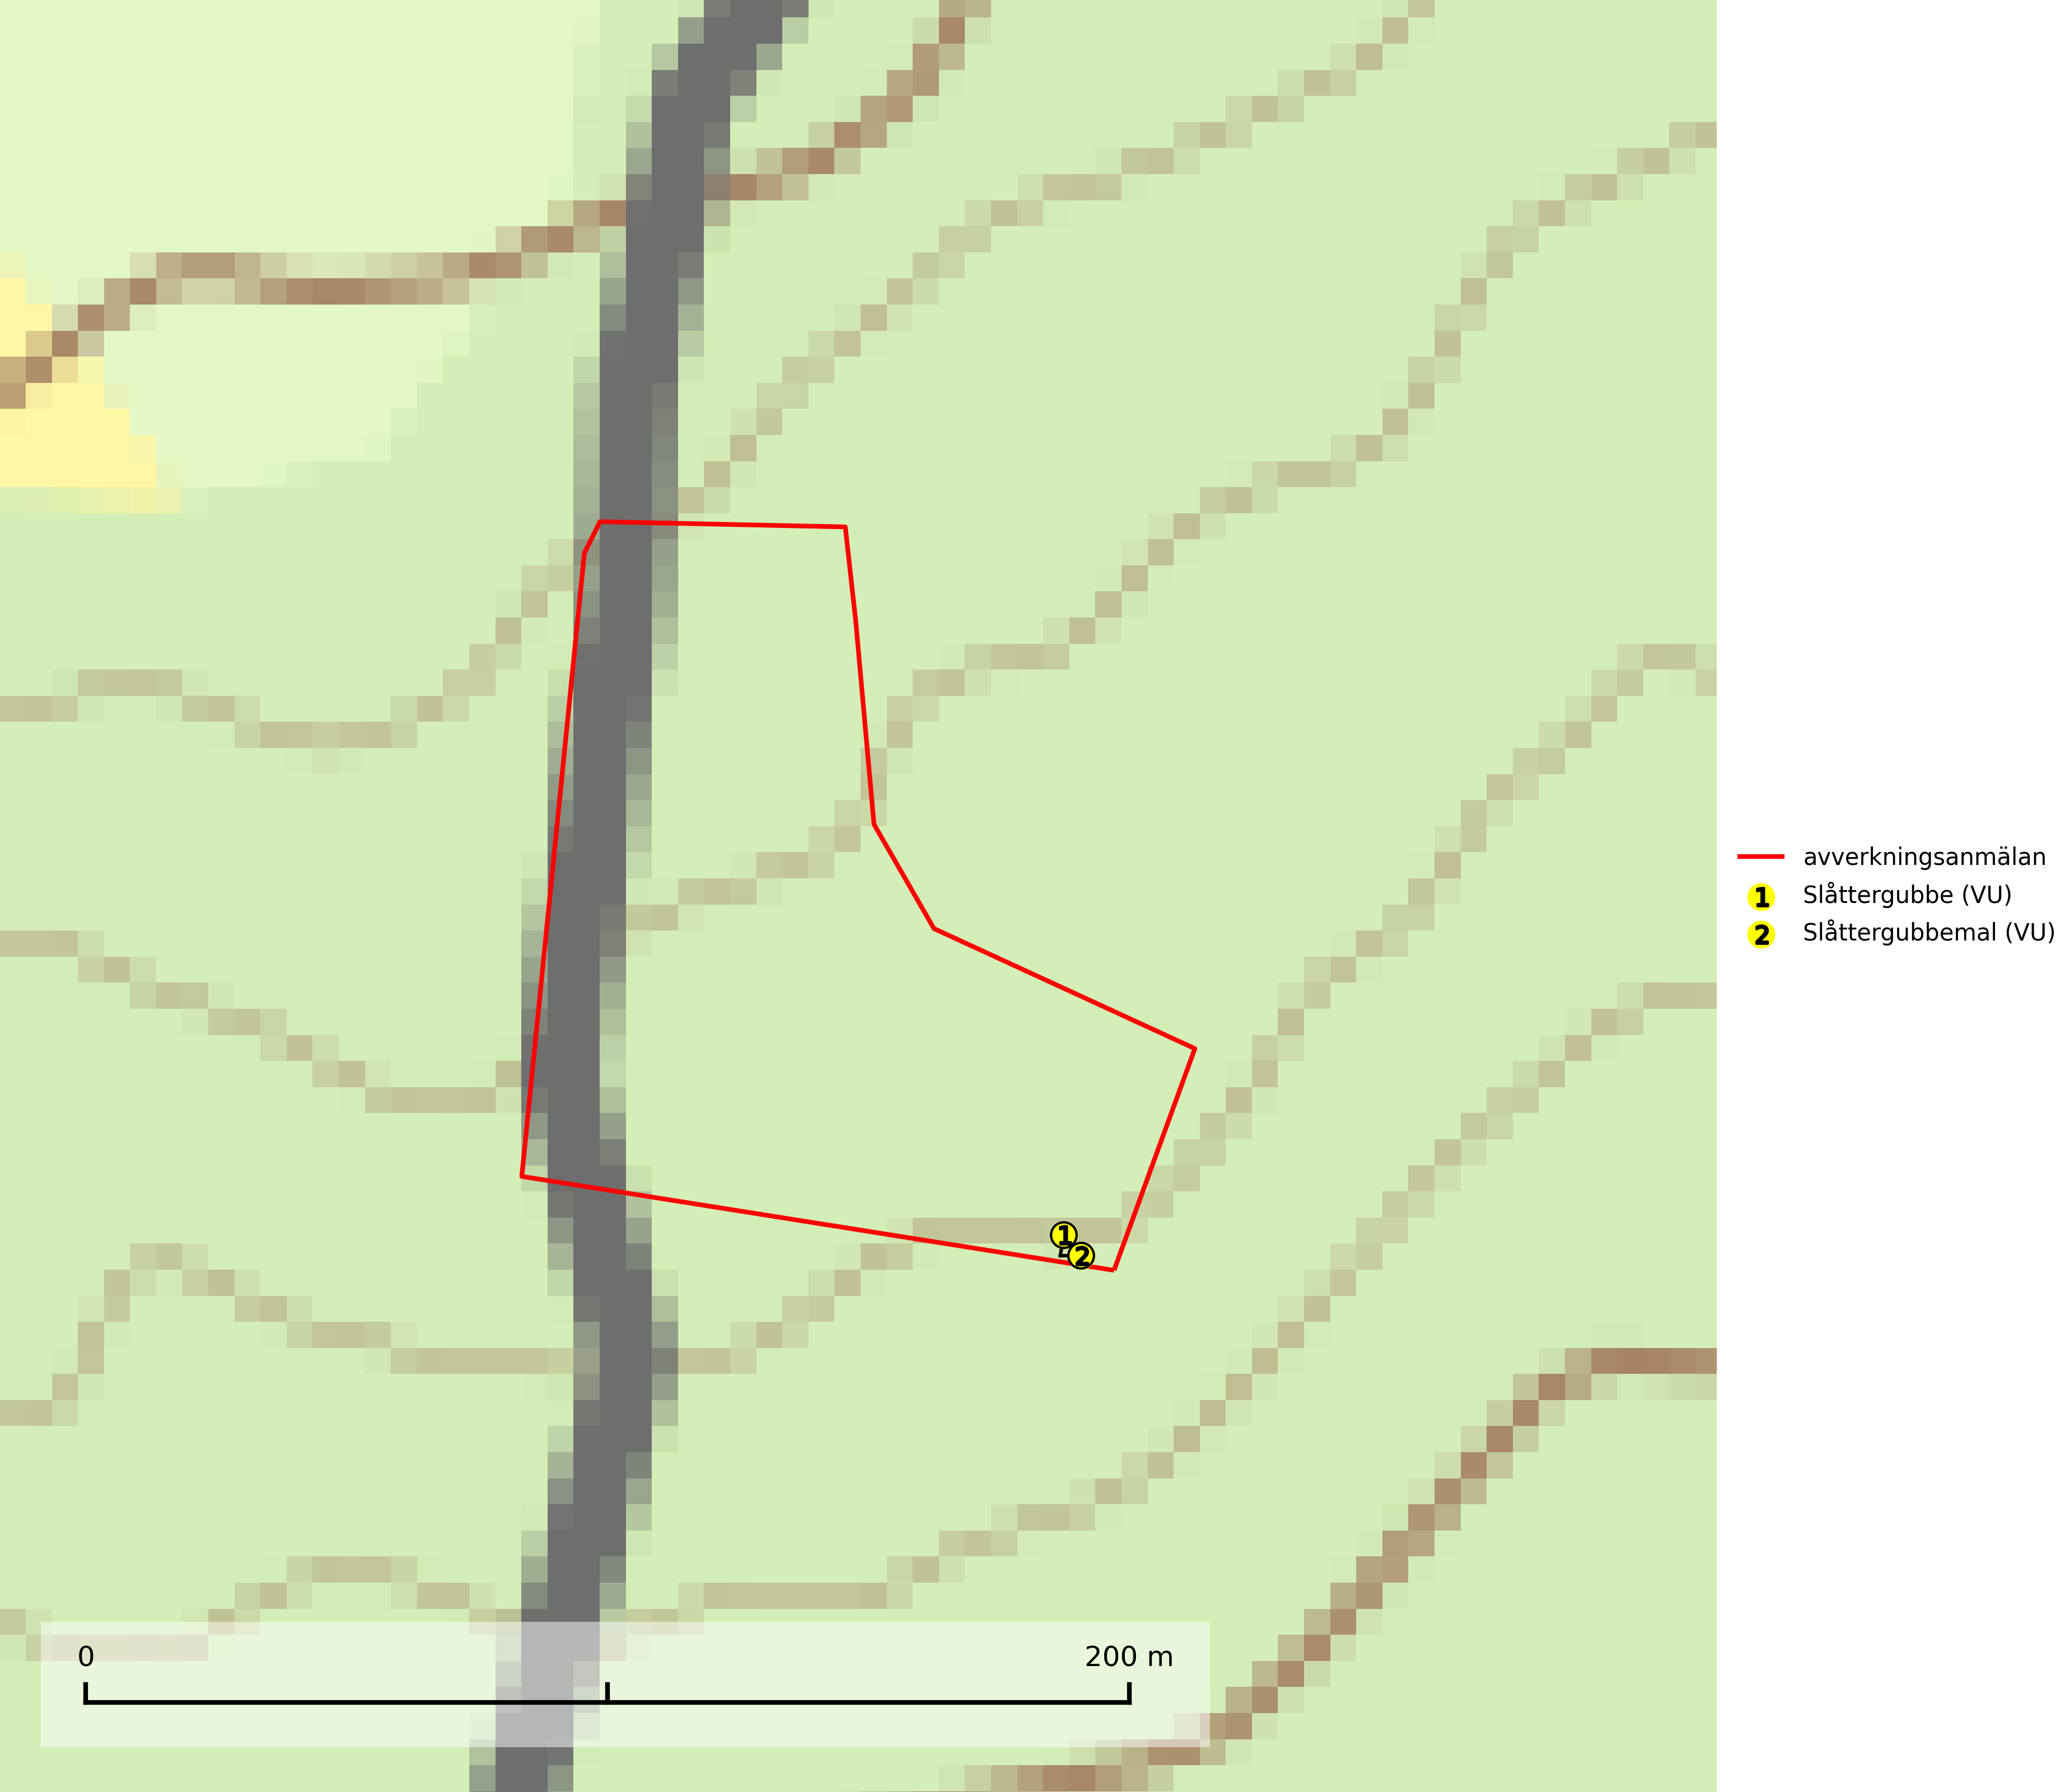 avverkningsanmälan
1 Slåttergubbe (VU)
2 Slåttergubbemal (VU)
1
2
0 200 m